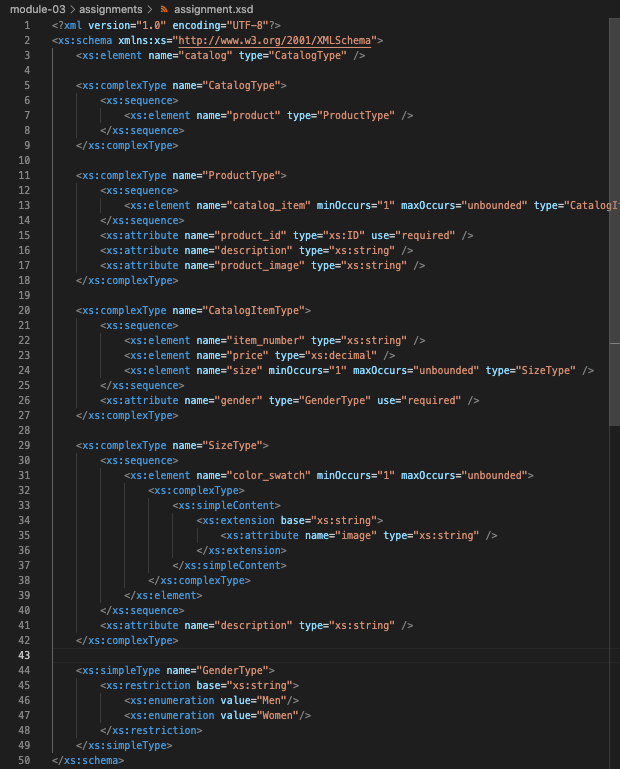 module-03 > assignments > assignment.xsd
1 <?xml version="1.0" encoding="UTF-8"?>
2 <xs:schema xmlns:xs="http://www.w3.org/2001/XMLSchema">
3 <xs:element name="catalog" type="CatalogType" />
4
5 <xs:complexType name="CatalogType">
6 <xs:sequence>
7 <xs:element name="product" type="ProductType" />
8 </xs:sequence>
9 </xs:complexType>
10
11 <xs:complexType name="ProductType">
12 <xs:sequence>
13 <xs:element name="catalog_item" minOccurs="1" maxOccurs="unbounded" type="CatalogI
14 </xs:sequence>
15 <xs:attribute name="product_id" type="xs:ID" use="required" />
16 <xs:attribute name="description" type="xs:string" />
17 <xs:attribute name="product_image" type="xs:string" />
18 </xs:complexType>
19
20 <xs:complexType name="CatalogItemType">
21 <xs:sequence>
22 <xs:element name="item_number" type="xs:string" />
23 <xs:element name="price" type="xs:decimal" />
24 <xs:element name="size" minOccurs="1" maxOccurs="unbounded" type="SizeType" />
25 </xs:sequence>
26 <xs:attribute name="gender" type="GenderType" use="required" />
27 </xs:complexType>
28
29 <xs:complexType name="SizeType">
30 <xs:sequence>
31 <xs:element name="color_swatch" minOccurs="1" maxOccurs="unbounded">
32 <xs:complexType>
33 <xs:simpleContent>
34 <xs:extension base="xs:string">
35 <xs:attribute name="image" type="xs:string" />
36 </xs:extension>
37 </xs:simpleContent>
38 </xs:complexType>
39 </xs:element>
40 </xs:sequence>
41 <xs:attribute name="description" type="xs:string" />
42 </xs:complexType>
43
44 <xs:simpleType name="GenderType">
45 <xs:restriction base="xs:string">
46 <xs:enumeration value="Men"/>
47 <xs:enumeration value="Women"/>
48 </xs:restriction>
49 </xs:simpleType>
50 </xs:schema>